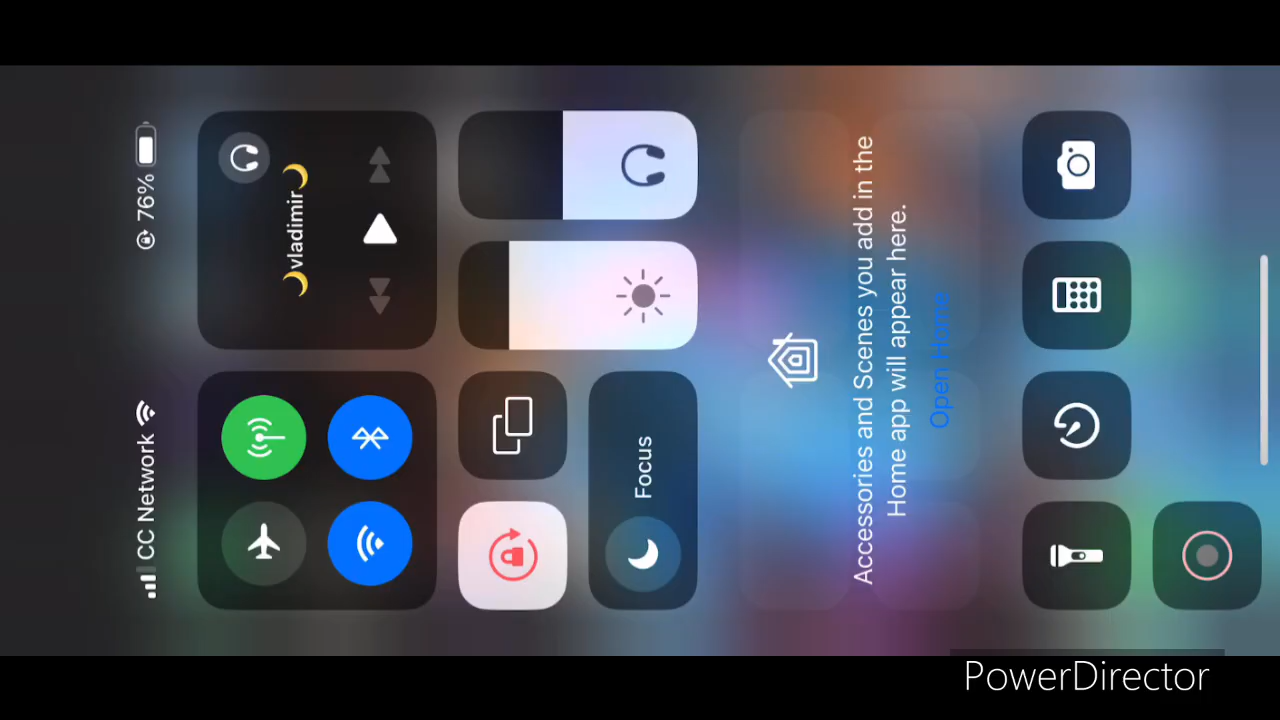 CC Network
76%
🌙vladimir🌙
Focus
Accessories and Scenes you add in the
Home app will appear here.
Open Home
PowerDirector